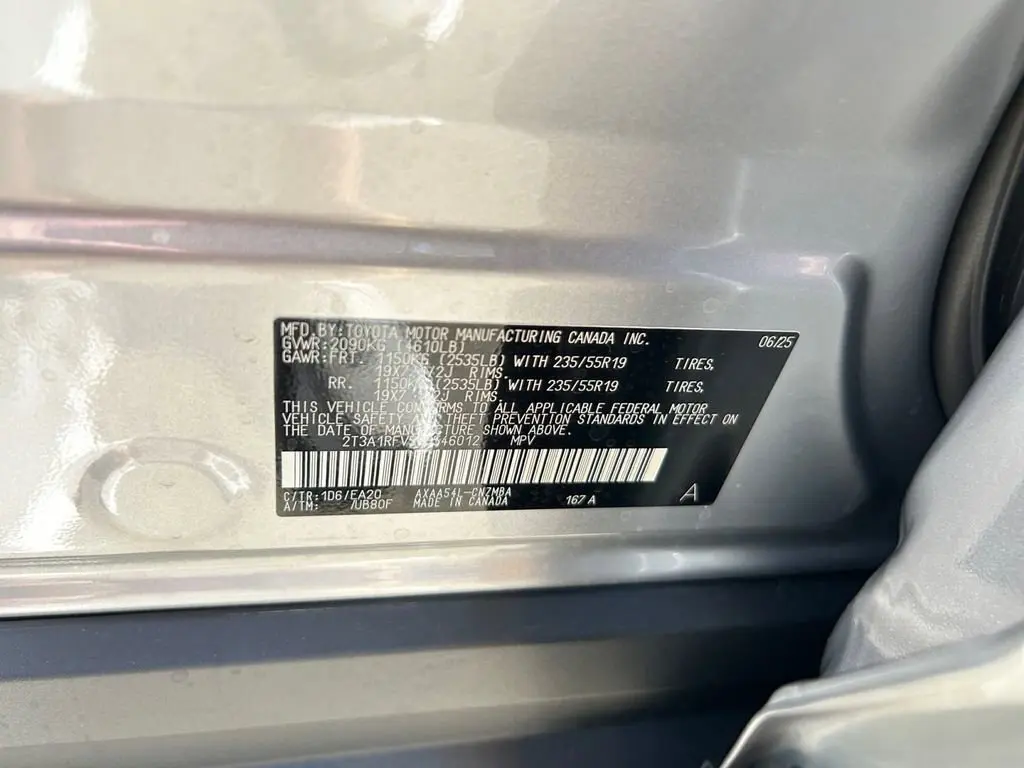 MFD. BY: TOYOTA MOTOR MANUFACTURING CANADA INC. 06/25
GVWR: 2090KG (4610LB)
GAWR: FRT. 1150KG (2535LB) WITH 235/55R19 TIRES,
RIMS.
RR. 1150KG (2535LB) WITH 235/55R19 TIRES,
RIMS.
THIS VEHICLE CONFORMS TO ALL APPLICABLE FEDERAL MOTOR
VEHICLE SAFETY AND THEFT PREVENTION STANDARDS IN EFFECT ON
THE DATE OF MANUFACTURE SHOWN ABOVE.
MPV
C/TR: 1D6/EA20 AXAA54L-CNZMBA 167 A A
A/TM: /UB80F MADE IN CANADA